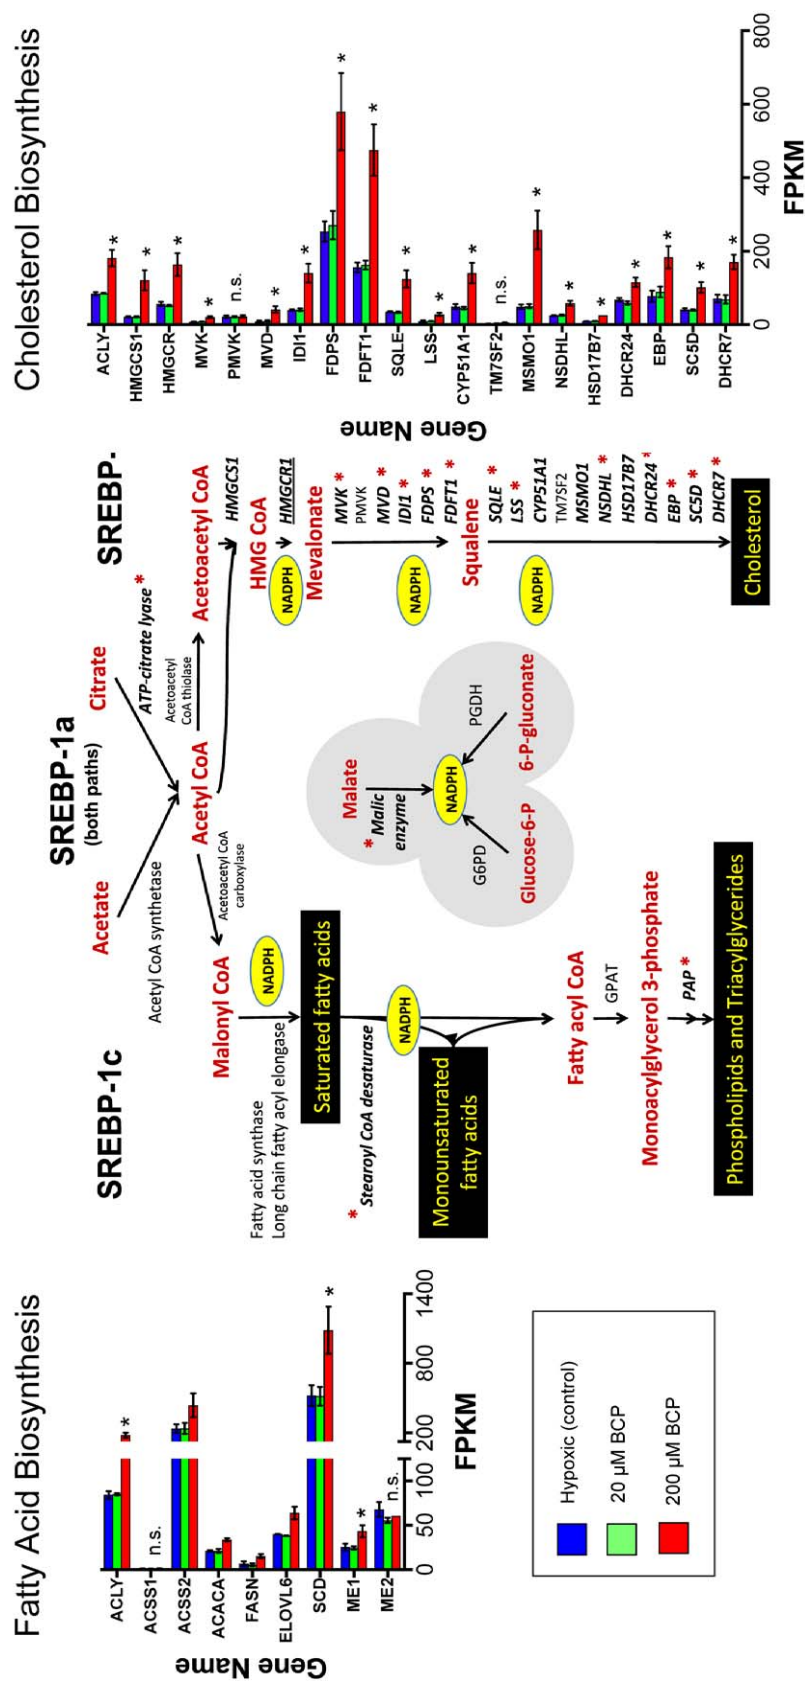 Fatty Acid Biosynthesis
Gene Name
ACLY
ACSS1
ACSS2
ACACA
FASN
ELOVL6
SCD
ME1
ME2
*
n.s.
*
*
n.s.
0
50
100
200
800
1400
FPKM
Hypoxic (control)
20 µM BCP
200 µM BCP
SREBP-1c
SREBP-1a
(both paths)
SREBP-
Acetate
Citrate
Acetyl CoA synthetase
ATP-citrate lyase *
Acetyl CoA
Acetoacetyl
CoA thiolase
Acetoacetyl CoA
Acetoacetyl CoA
carboxylase
Malonyl CoA
NADPH
Fatty acid synthase
Long chain fatty acyl elongase
Saturated fatty acids
* Stearoyl CoA desaturase
NADPH
Monounsaturated
fatty acids
Fatty acyl CoA
GPAT
Monoacylglycerol 3-phosphate
PAP *
Phospholipids and Triacylglycerides
Malate
* Malic
enzyme
NADPH
G6PD
PGDH
Glucose-6-P
6-P-gluconate
HMGCS1
HMG CoA
NADPH
HMGCR1
Mevalonate
MVK *
PMVK
MVD *
IDI1 *
FDPS *
FDFT1 *
NADPH
Squalene
SQLE *
LSS *
CYP51A1
TM7SF2
MSMO1
NSDHL *
HSD17B7
DHCR24 *
EBP *
SC5D *
DHCR7 *
NADPH
Cholesterol
Cholesterol Biosynthesis
Gene Name
ACLY
HMGCS1
HMGCR
MVK
PMVK
MVD
IDI1
FDPS
FDFT1
SQLE
LSS
CYP51A1
TM7SF2
MSMO1
NSDHL
HSD17B7
DHCR24
EBP
SC5D
DHCR7
*
*
*
*
n.s.
*
*
*
*
*
*
*
n.s.
*
*
*
*
*
*
*
0
200
400
600
800
FPKM